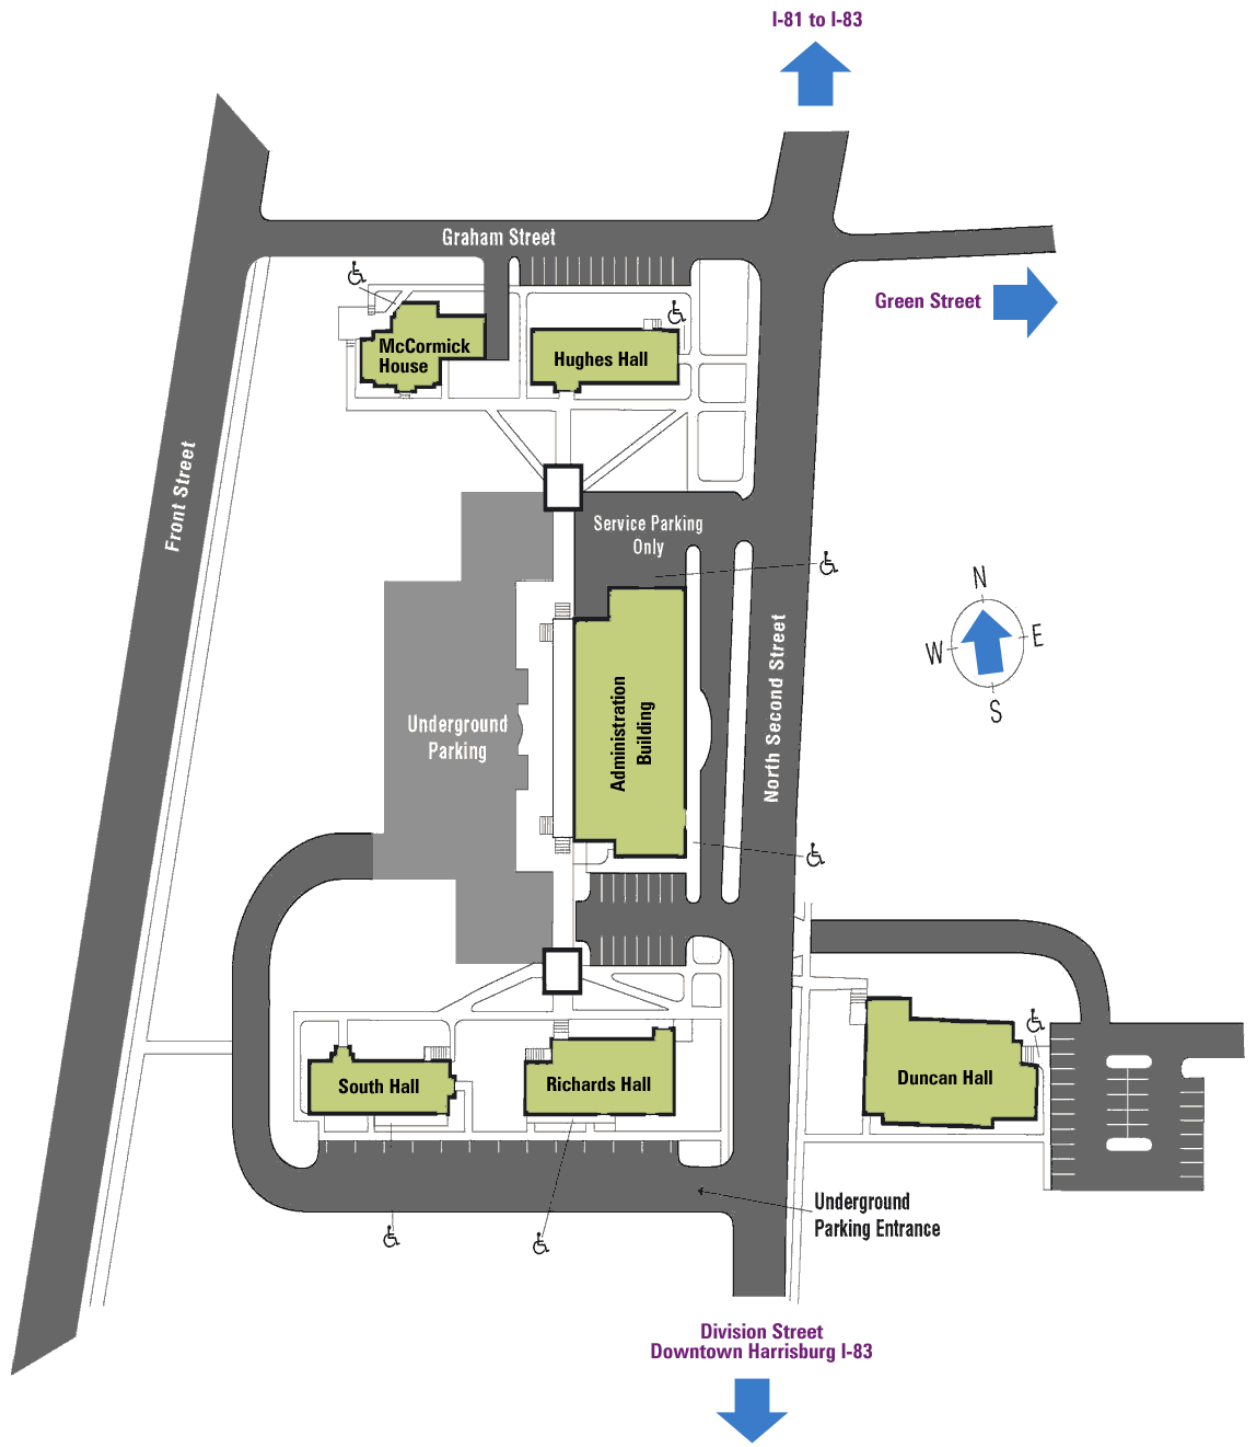 I-81 to I-83
Graham Street
Green Street
McCormick
House
Hughes Hall
Front Street
Service Parking
Only
N
W
E
S
Underground
Parking
Administration
Building
North Second Street
South Hall
Richards Hall
Duncan Hall
Underground
Parking Entrance
Division Street
Downtown Harrisburg I-83